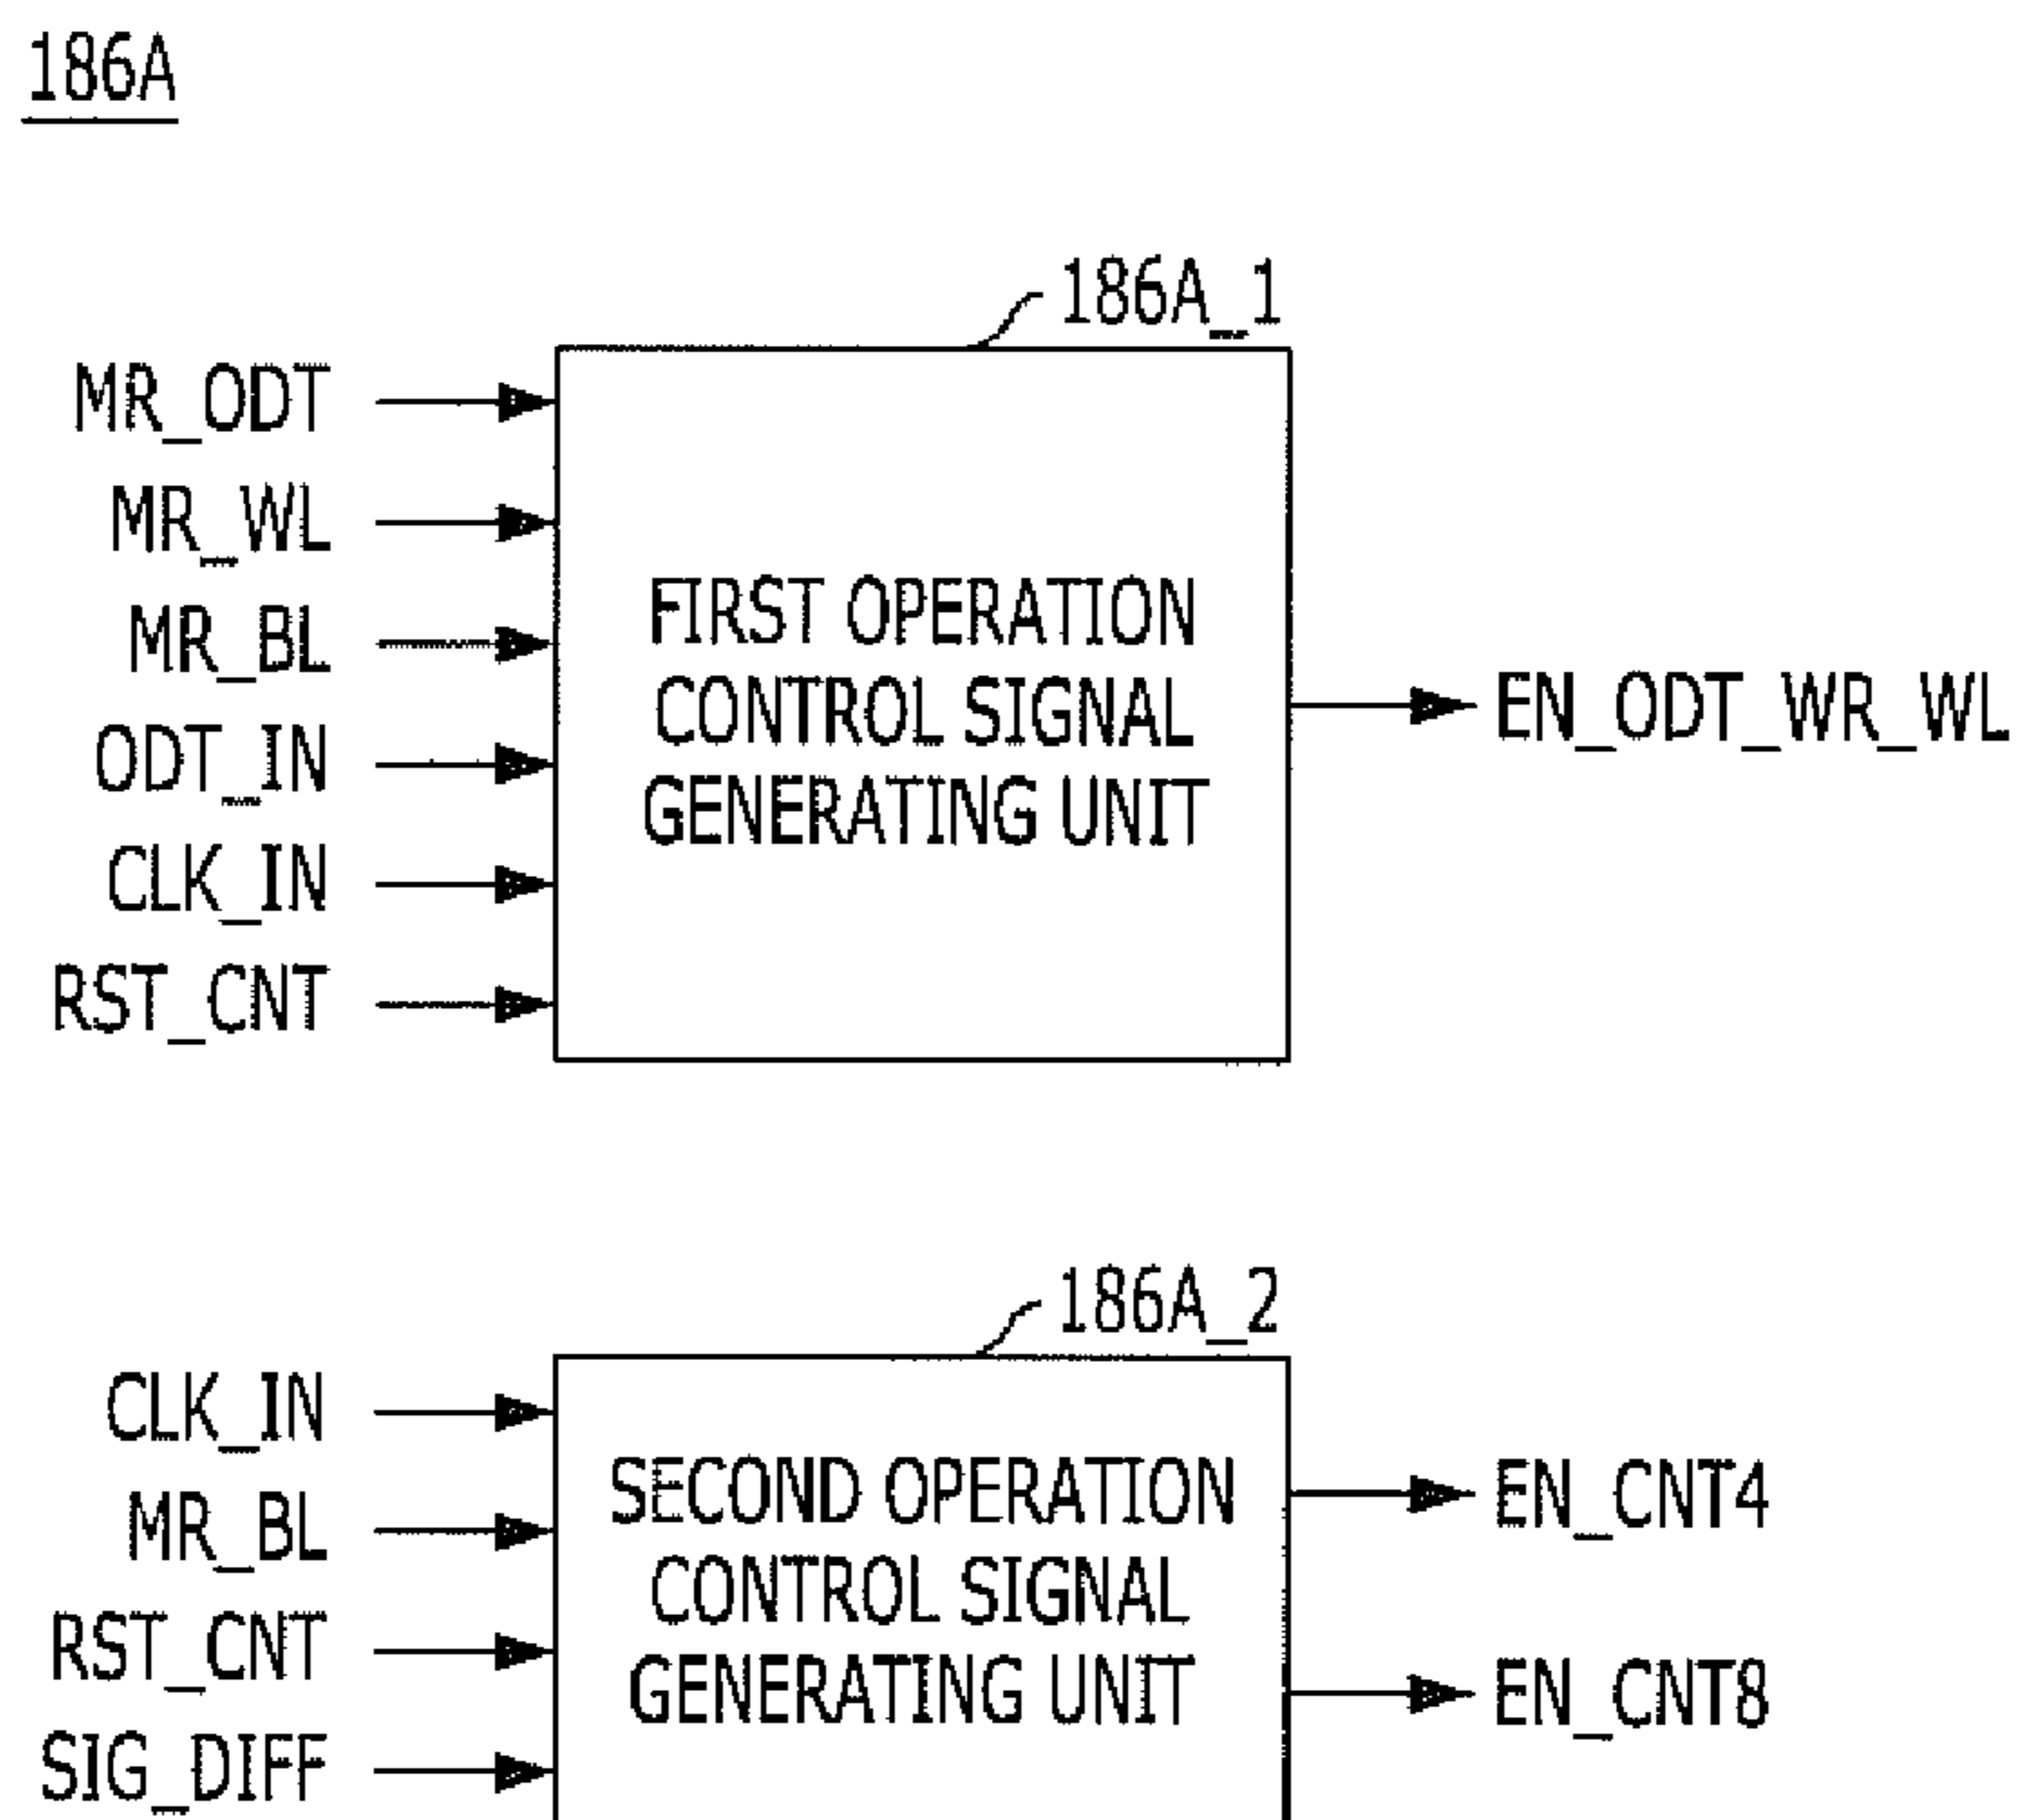 186A
186A_1
MR_ODT
MR_WL
MR_BL
ODT_IN
CLK_IN
RST_CNT
FIRST OPERATION
CONTROL SIGNAL
GENERATING UNIT
EN_ODT_WR_WL
186A_2
CLK_IN
MR_BL
RST_CNT
SIG_DIFF
SECOND OPERATION
CONTROL SIGNAL
GENERATING UNIT
EN_CNT4
EN_CNT8